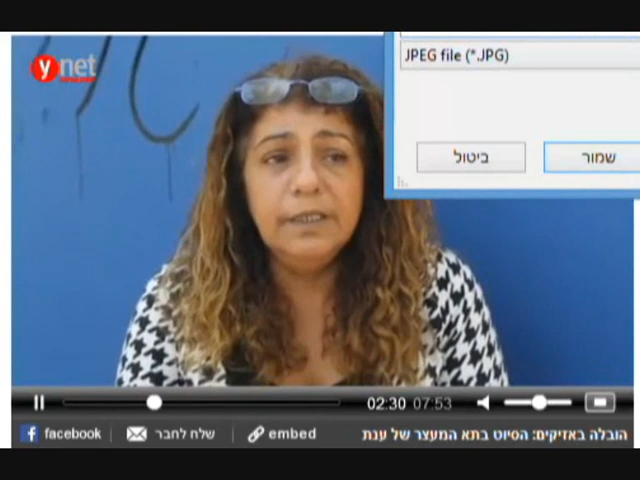 ynet
JPEG file (*.JPG)
ביטול
שמור
02:30 07:53
facebook
שלח לחבר
embed
הובלה באזיקים: הסיוט בתא המעצר של ענת